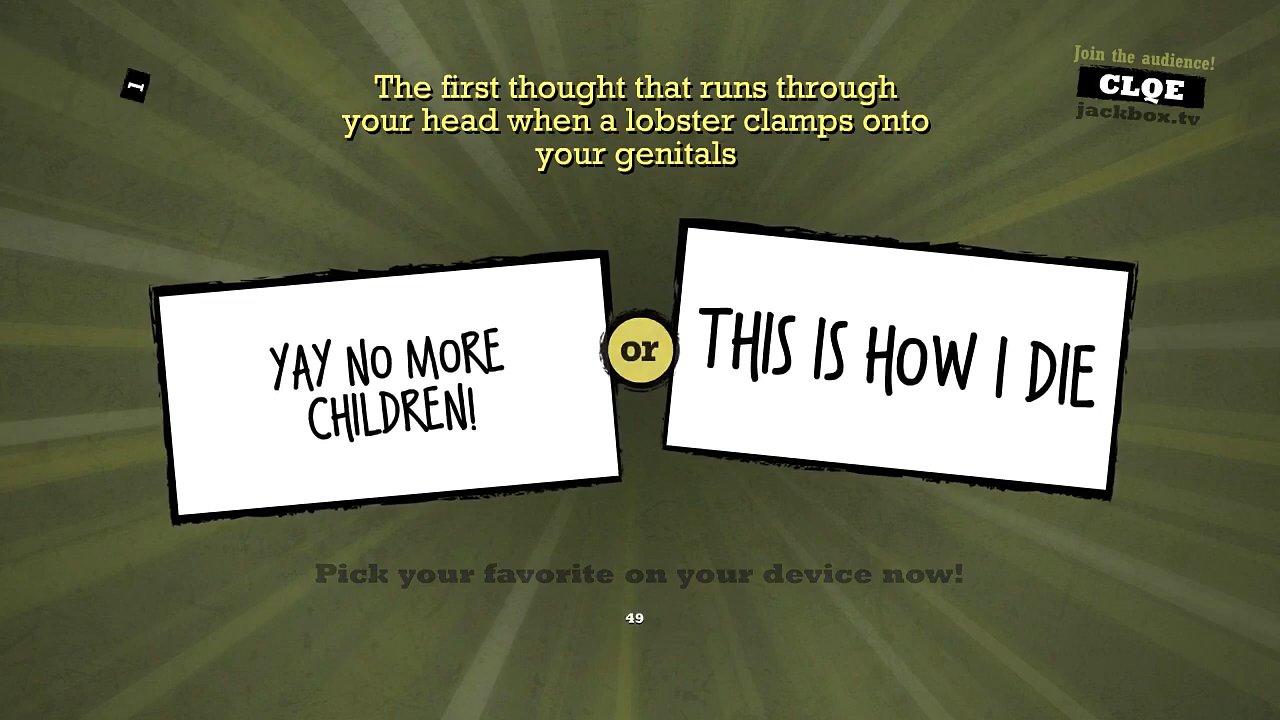 Join the audience!
CLQE
jackbox.tv
1
The first thought that runs through
your head when a lobster clamps onto
your genitals
YAY NO MORE
CHILDREN!
or
THIS IS HOW I DIE
Pick your favorite on your device now!
49